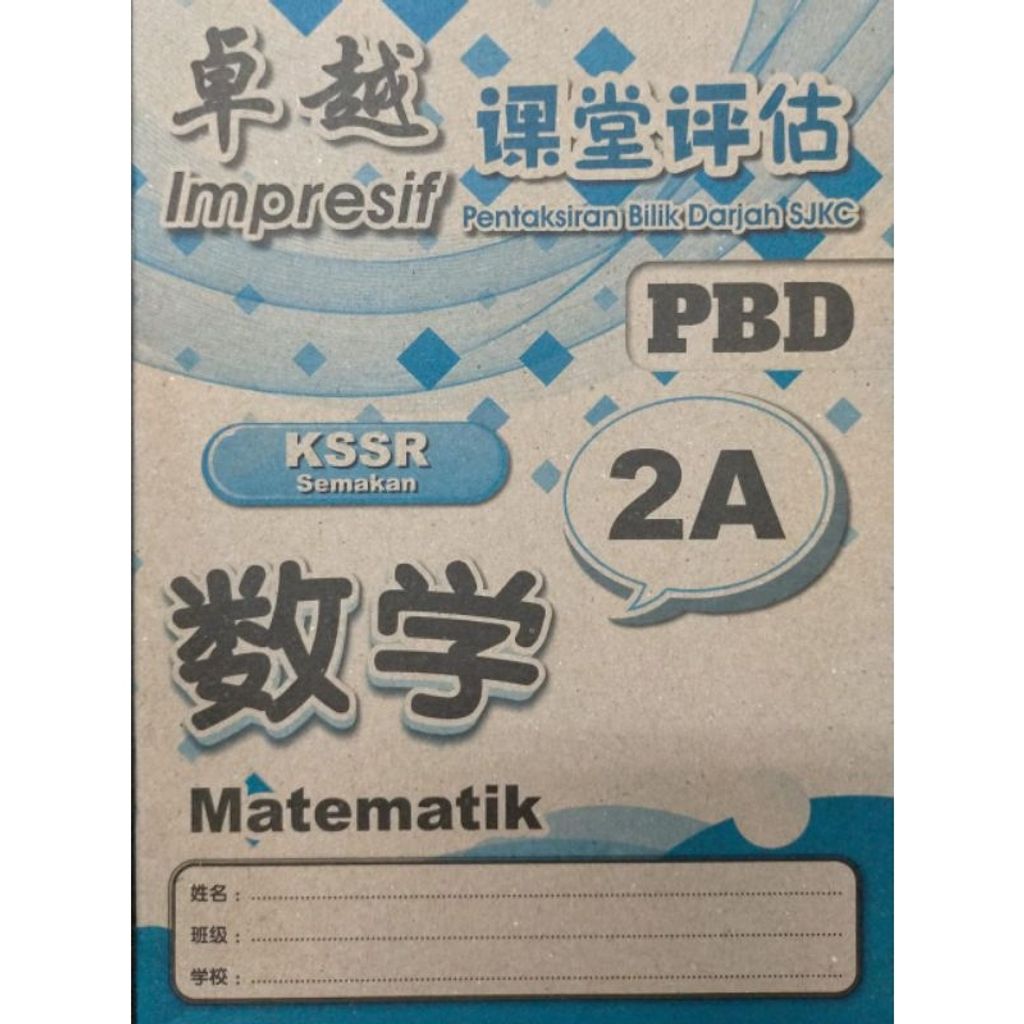 卓越
Impresif
课堂评估
Pentaksiran Bilik Darjah SJKC
PBD
KSSR
Semakan
2A
数学
Matematik
姓名：
班级：
学校：